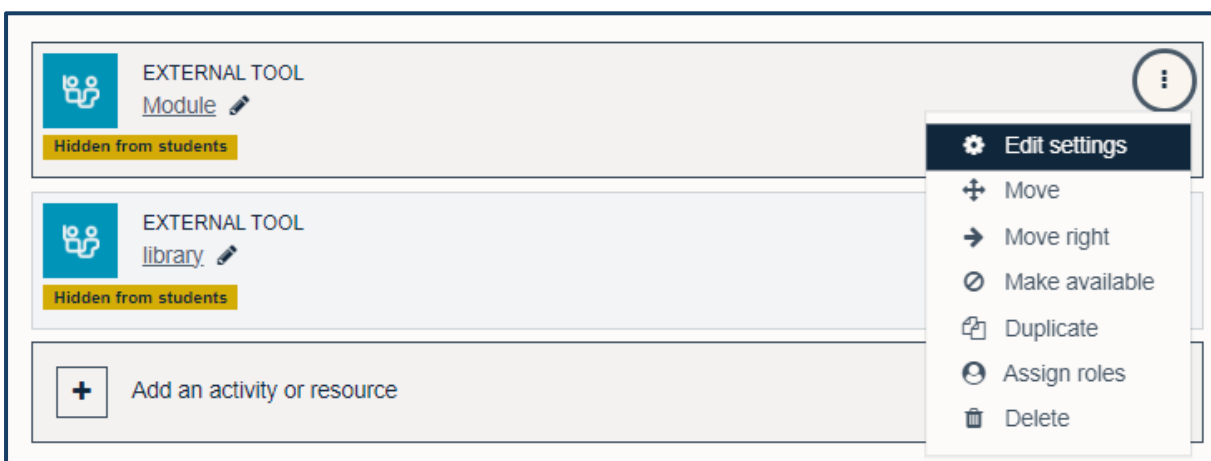 EXTERNAL TOOL
Module
Hidden from students
Edit settings
Move
Move right
Make available
Duplicate
Assign roles
Delete
EXTERNAL TOOL
library
Hidden from students
Add an activity or resource